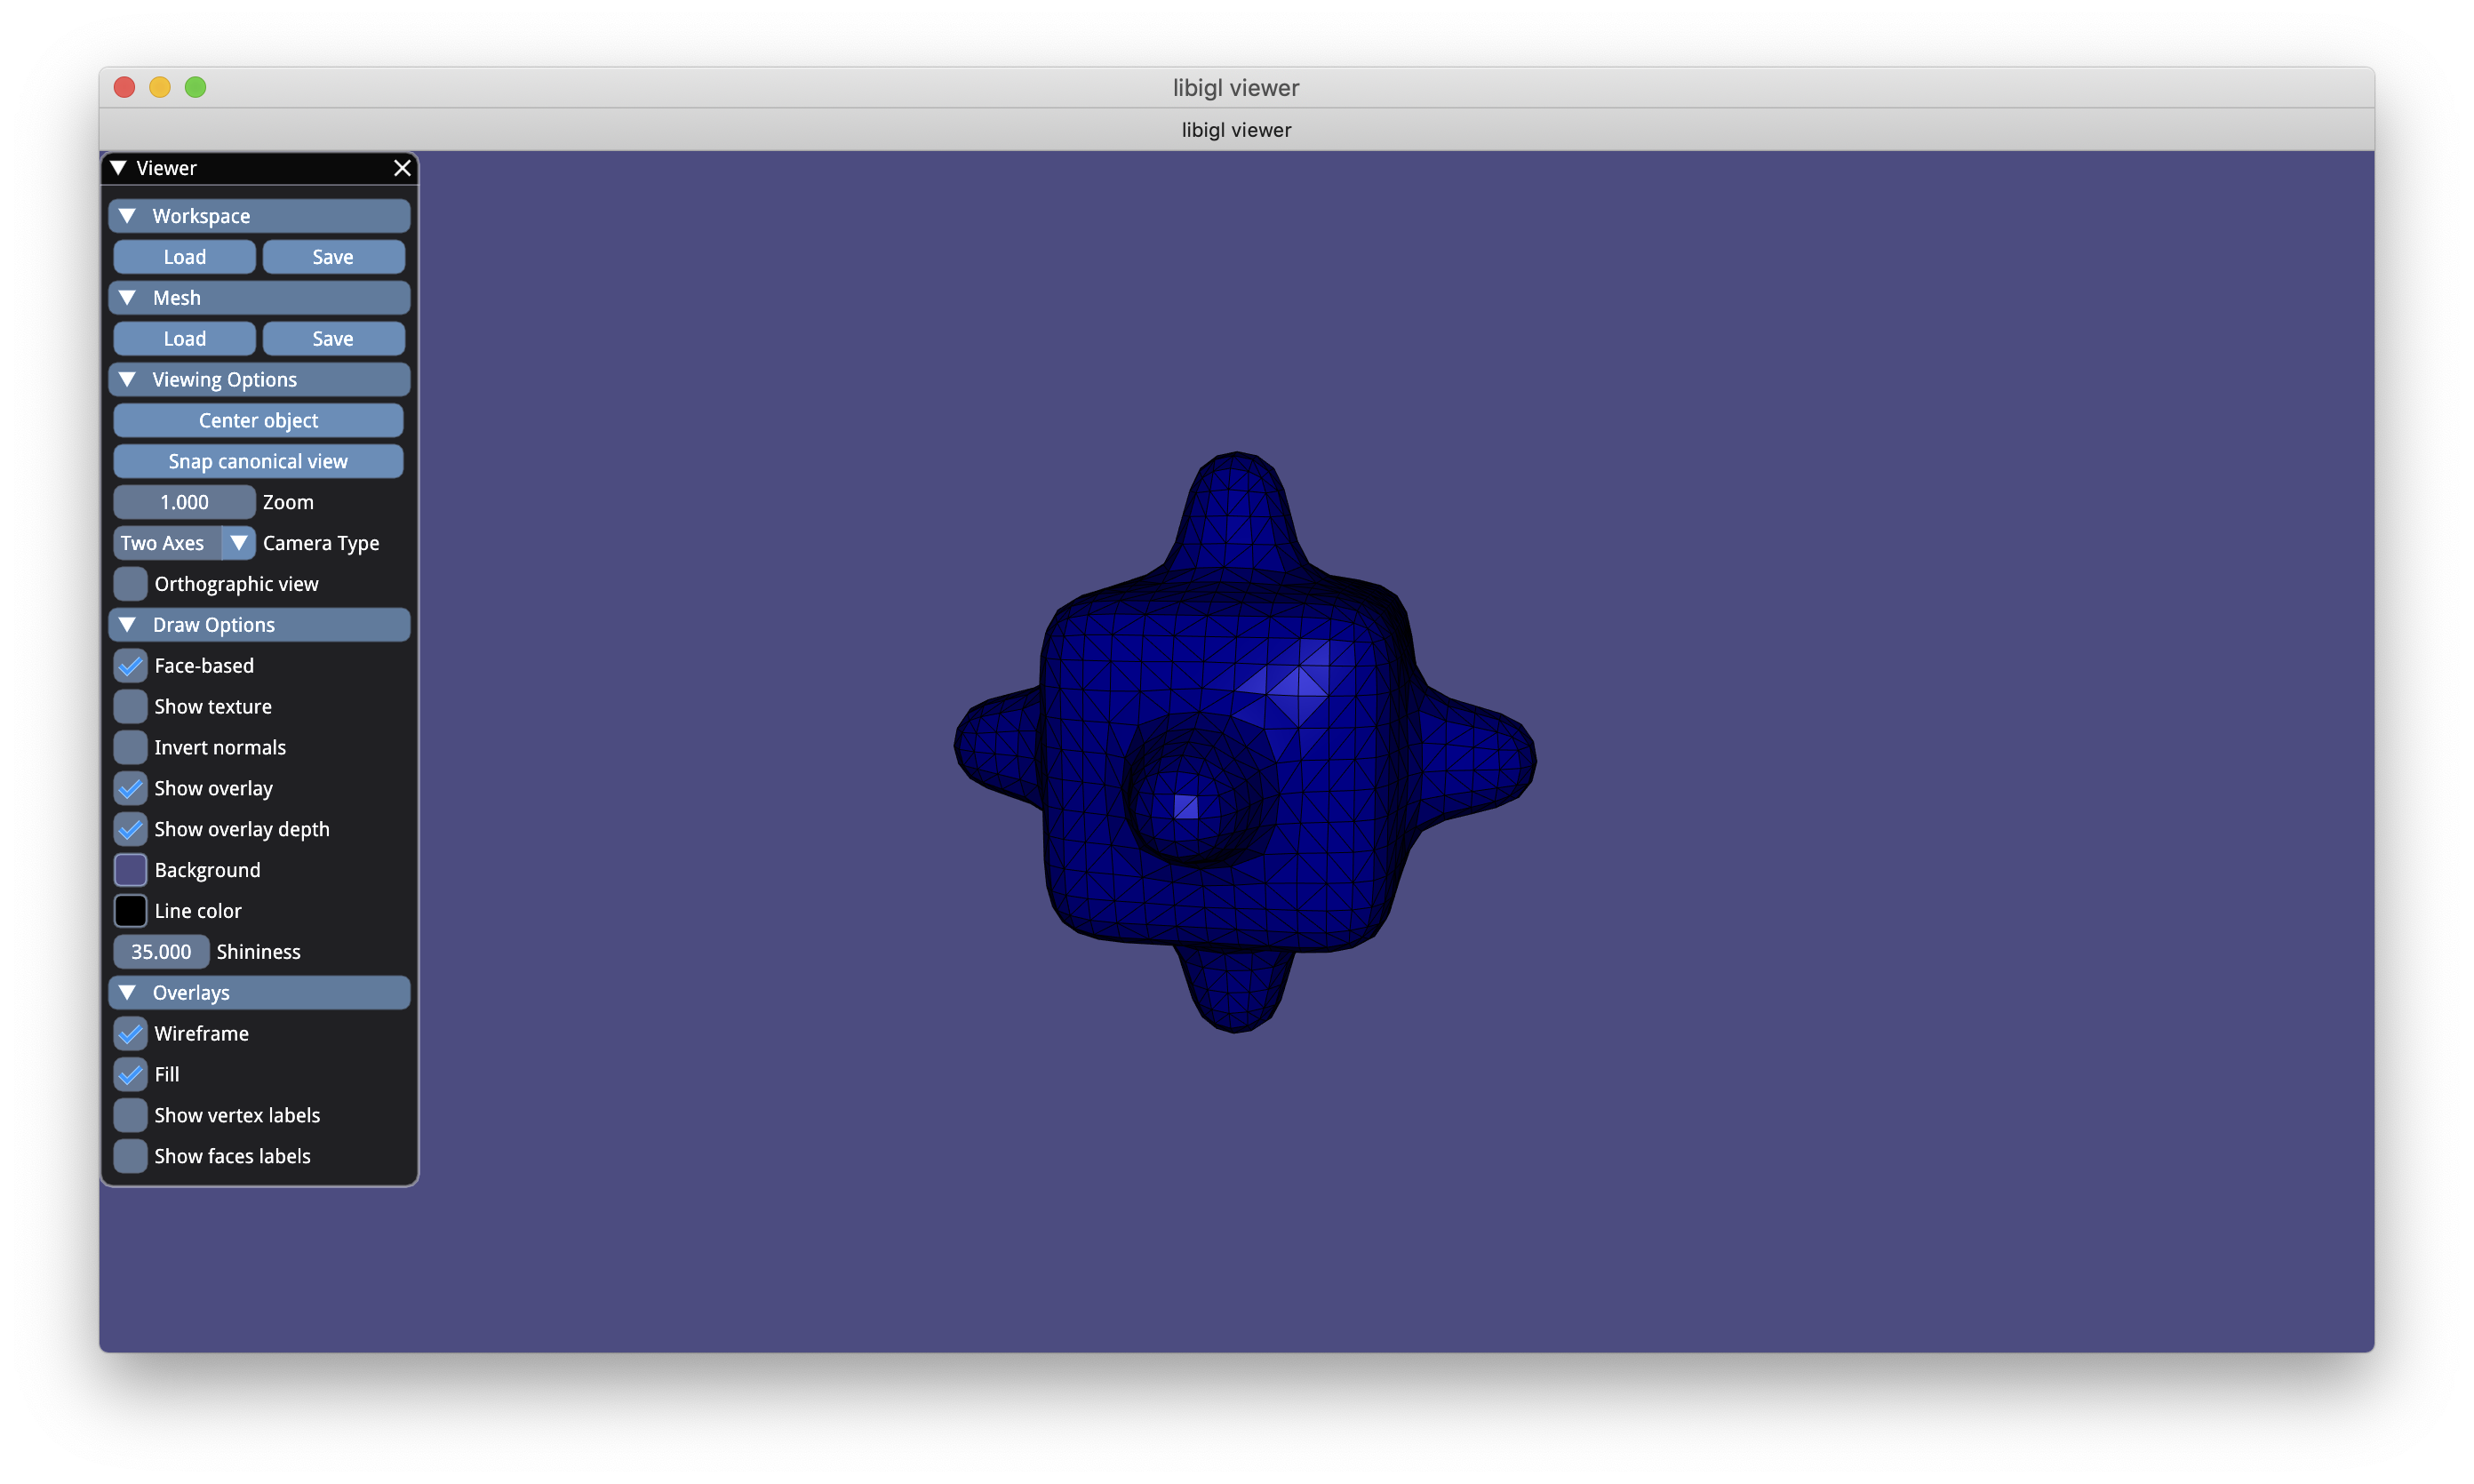 libigl viewer
libigl viewer
Viewer
Workspace
Load Save
Mesh
Load Save
Viewing Options
Center object
Snap canonical view
1.000 Zoom
Two Axes Camera Type
Orthographic view
Draw Options
Face-based
Show texture
Invert normals
Show overlay
Show overlay depth
Background
Line color
35.000 Shininess
Overlays
Wireframe
Fill
Show vertex labels
Show faces labels